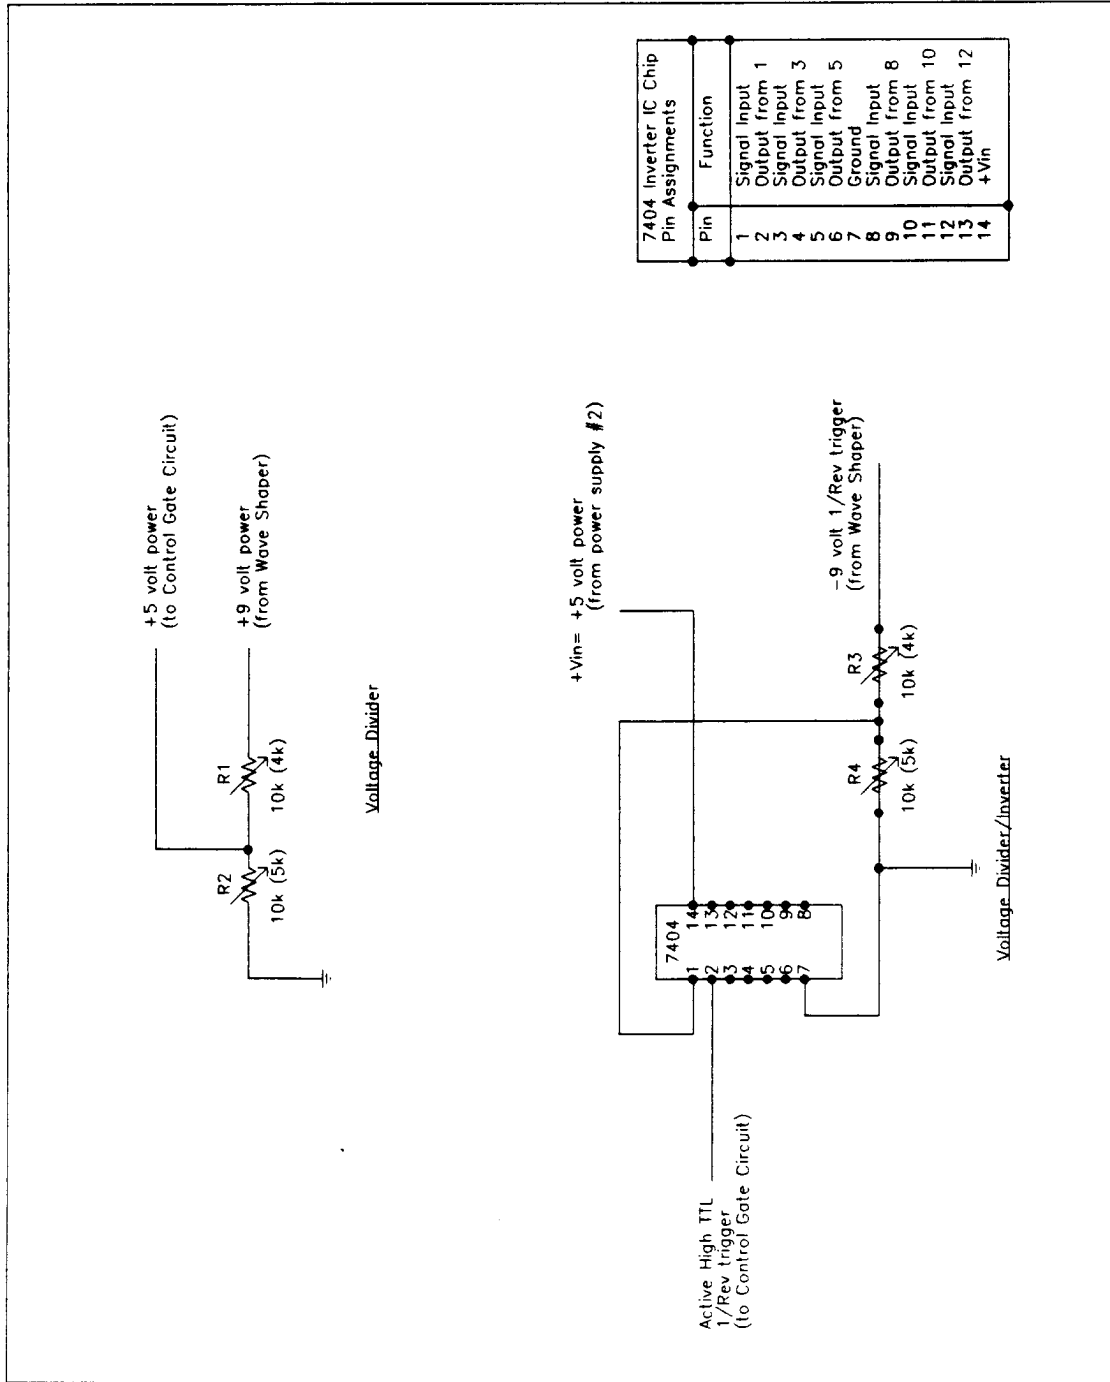 +5 volt power
(to Control Gate Circuit)
+9 volt power
(from Wave Shaper)
R2
10k (5k)
R1
10k (4k)
Voltage Divider
+Vin= +5 volt power
(from power supply #2)
7404
1 14
2 13
3 12
4 11
5 10
6 9
7 8
Active High TTL
1/Rev trigger
(to Control Gate Circuit)
R4
10k (5k)
R3
10k (4k)
-9 volt 1/Rev trigger
(from Wave Shaper)
Voltage Divider/Inverter
7404 Inverter IC Chip
Pin Assignments
Pin Function
1 Signal Input
2 Output from 1
3 Signal Input
4 Output from 3
5 Signal Input
6 Output from 5
7 Ground
8 Signal Input
9 Output from 8
10 Signal Input
11 Output from 10
12 Signal Input
13 Output from 12
14 +Vin